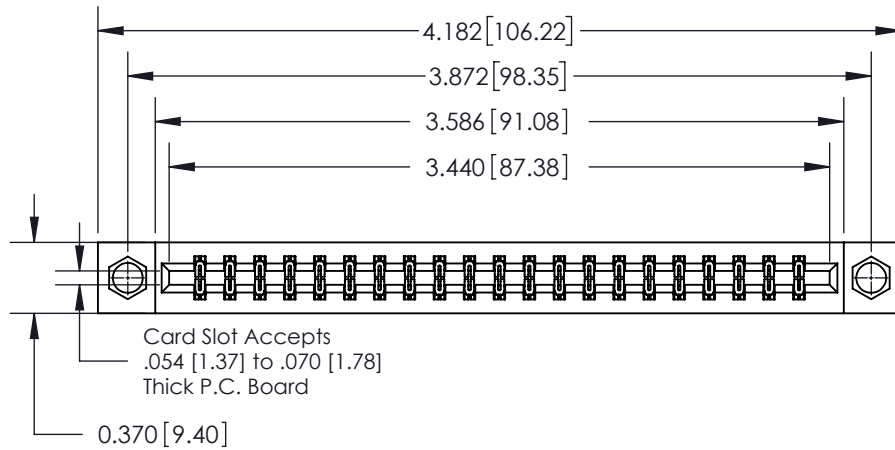 4.182[106.22]
3.872[98.35]
3.586 [91.08]
3.440 [87.38]
Card Slot Accepts
.054 [1.37] to .070 [1.78]
Thick P.C. Board
0.370 [9.40]